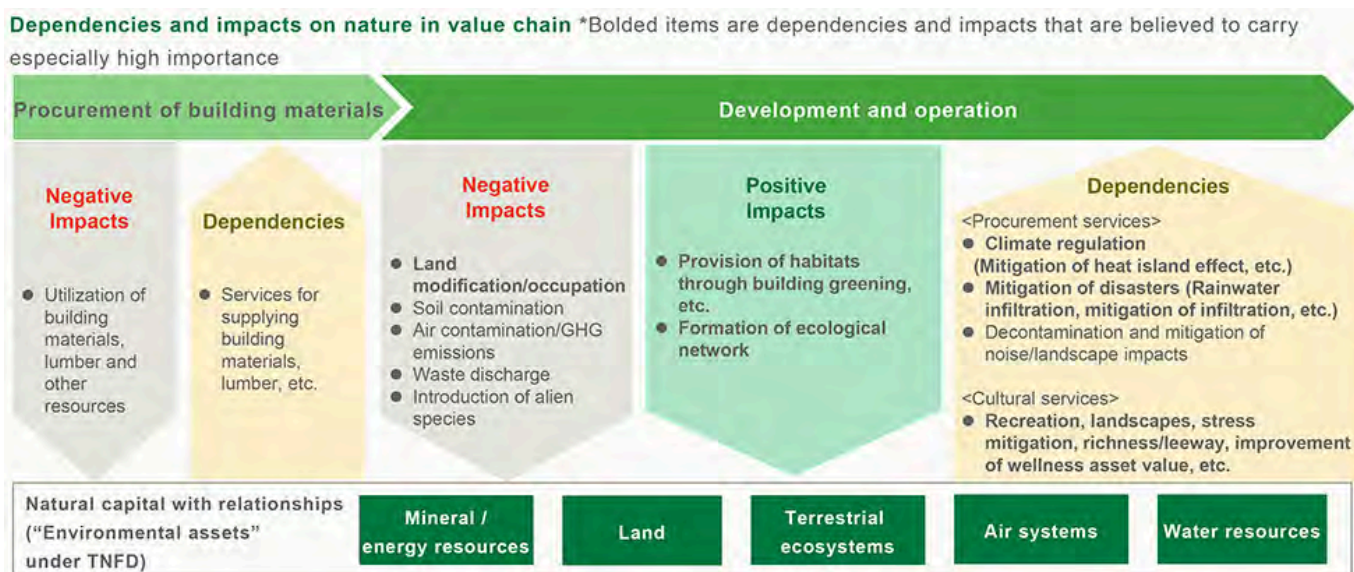 Dependencies and impacts on nature in value chain *Bolded items are dependencies and impacts that are believed to carry
especially high importance
Procurement of building materials
Development and operation
Negative
Impacts
● Utilization of
building
materials,
lumber and
other
resources
Dependencies
● Services for
supplying
building
materials,
lumber, etc.
Negative
Impacts
● Land
modification/occupation
● Soil contamination
● Air contamination/GHG
emissions
● Waste discharge
● Introduction of alien
species
Positive
Impacts
● Provision of habitats
through building greening,
etc.
● Formation of ecological
network
Dependencies
<Procurement services>
● Climate regulation
(Mitigation of heat island effect, etc.)
● Mitigation of disasters (Rainwater
infiltration, mitigation of infiltration, etc.)
● Decontamination and mitigation of
noise/landscape impacts
<Cultural services>
● Recreation, landscapes, stress
mitigation, richness/leeway, improvement
of wellness asset value, etc.
Natural capital with relationships
(“Environmental assets”
under TNFD)
Mineral /
energy resources
Land
Terrestrial
ecosystems
Air systems
Water resources